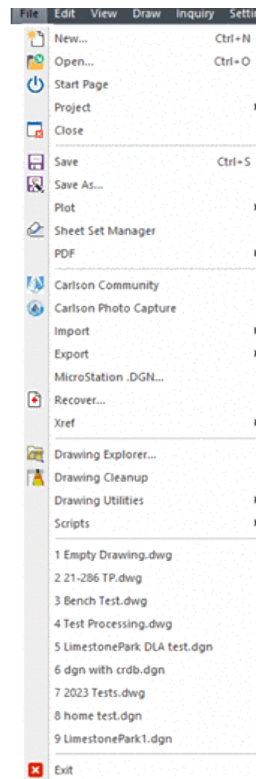 File Edit View Draw Inquiry Setti
New... Ctrl+N
Open... Ctrl+O
Start Page
Project
Close
Save Ctrl+S
Save As...
Plot
Sheet Set Manager
PDF
Carlson Community
Carlson Photo Capture
Import
Export
MicroStation .DGN...
Recover...
Xref
Drawing Explorer...
Drawing Cleanup
Drawing Utilities
Scripts
1 Empty Drawing.dwg
2 21-286 TP.dwg
3 Bench Test.dwg
4 Test Processing.dwg
5 LimestonePark DLA test.dgn
6 dgn with crdb.dgn
7 2023 Tests.dwg
8 home test.dgn
9 LimestonePark1.dgn
Exit